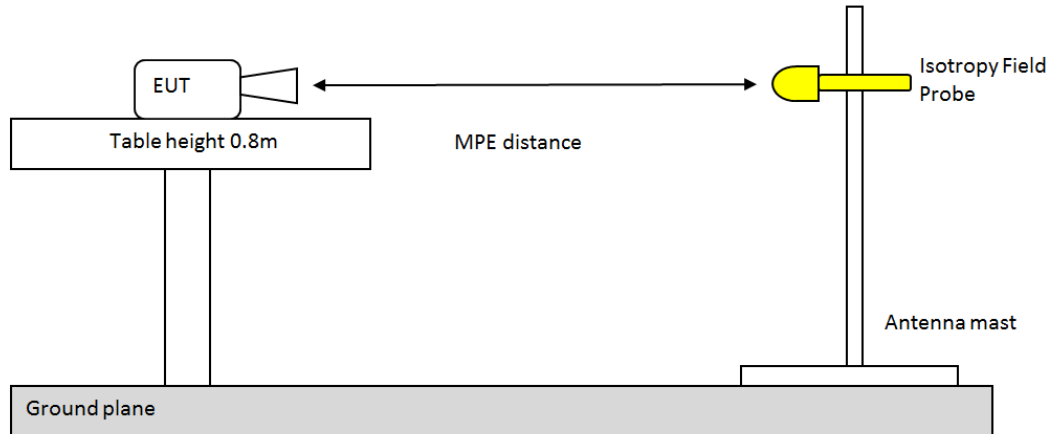 EUT
Isotropy Field
Probe
Table height 0.8m
MPE distance
Antenna mast
Ground plane